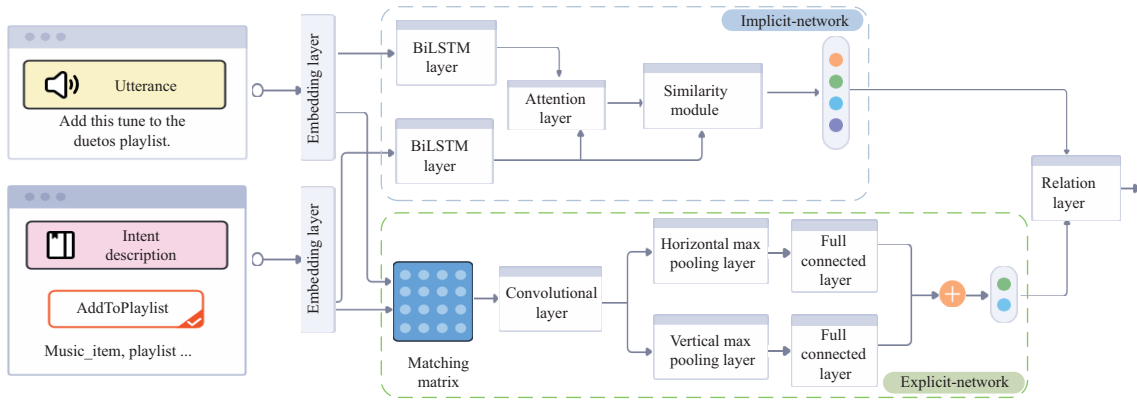 Implicit-network
Utterance
Add this tune to the
duetos playlist.
Embedding layer
BiLSTM
layer
Attention
layer
Similarity
module
BiLSTM
layer
Relation
layer
Intent
description
AddToPlaylist
Music_item, playlist ...
Embedding layer
Matching
matrix
Convolutional
layer
Horizontal max
pooling layer
Full
connected
layer
Vertical max
pooling layer
Full
connected
layer
Explicit-network